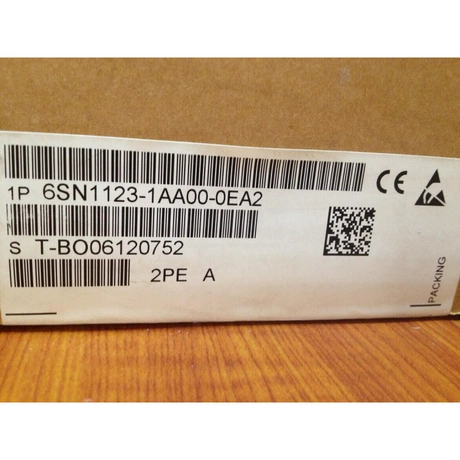 1P 6SN1123-1AA00-0EA2
S T-BO06120752
2PE A
CE
PACKING